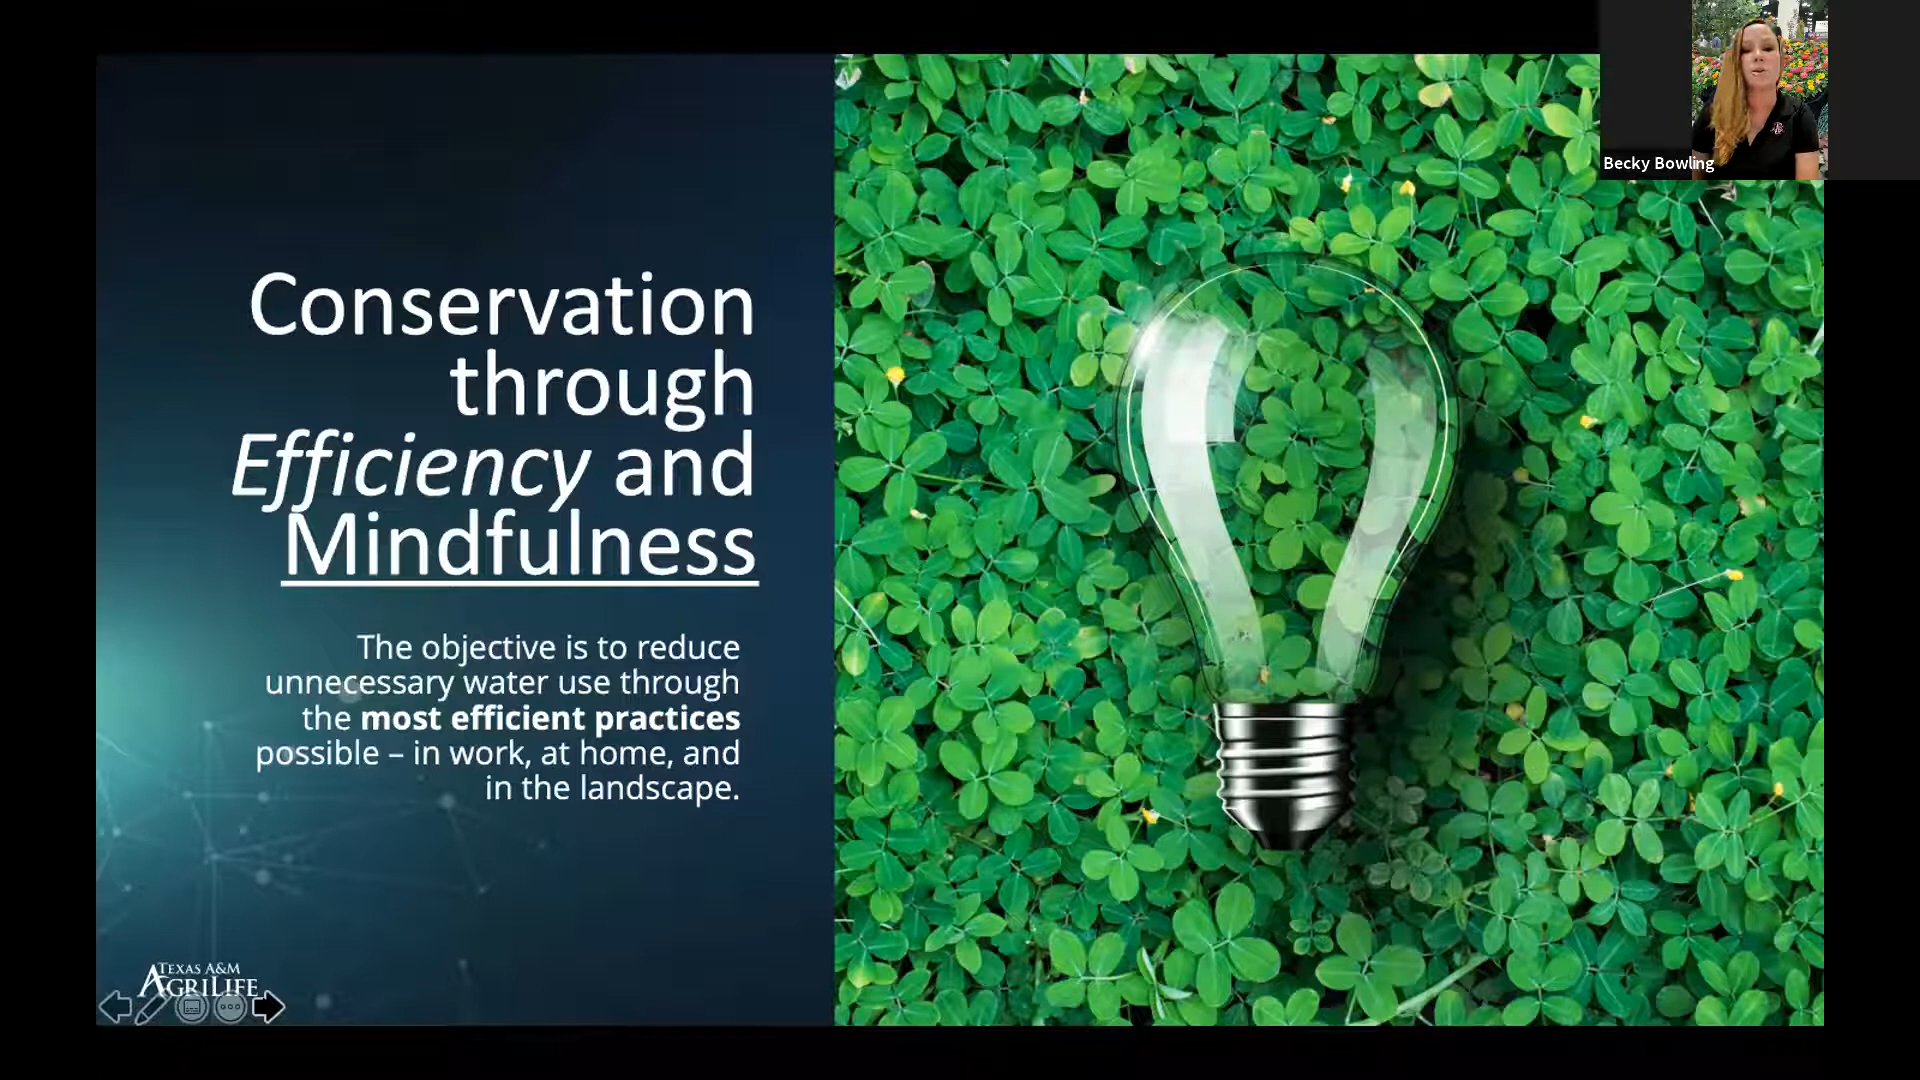 Becky Bowling
Conservation
through
Efficiency and
Mindfulness
The objective is to reduce
unnecessary water use through
the most efficient practices
possible – in work, at home, and
in the landscape.
TEXAS A&M
AGRILIFE